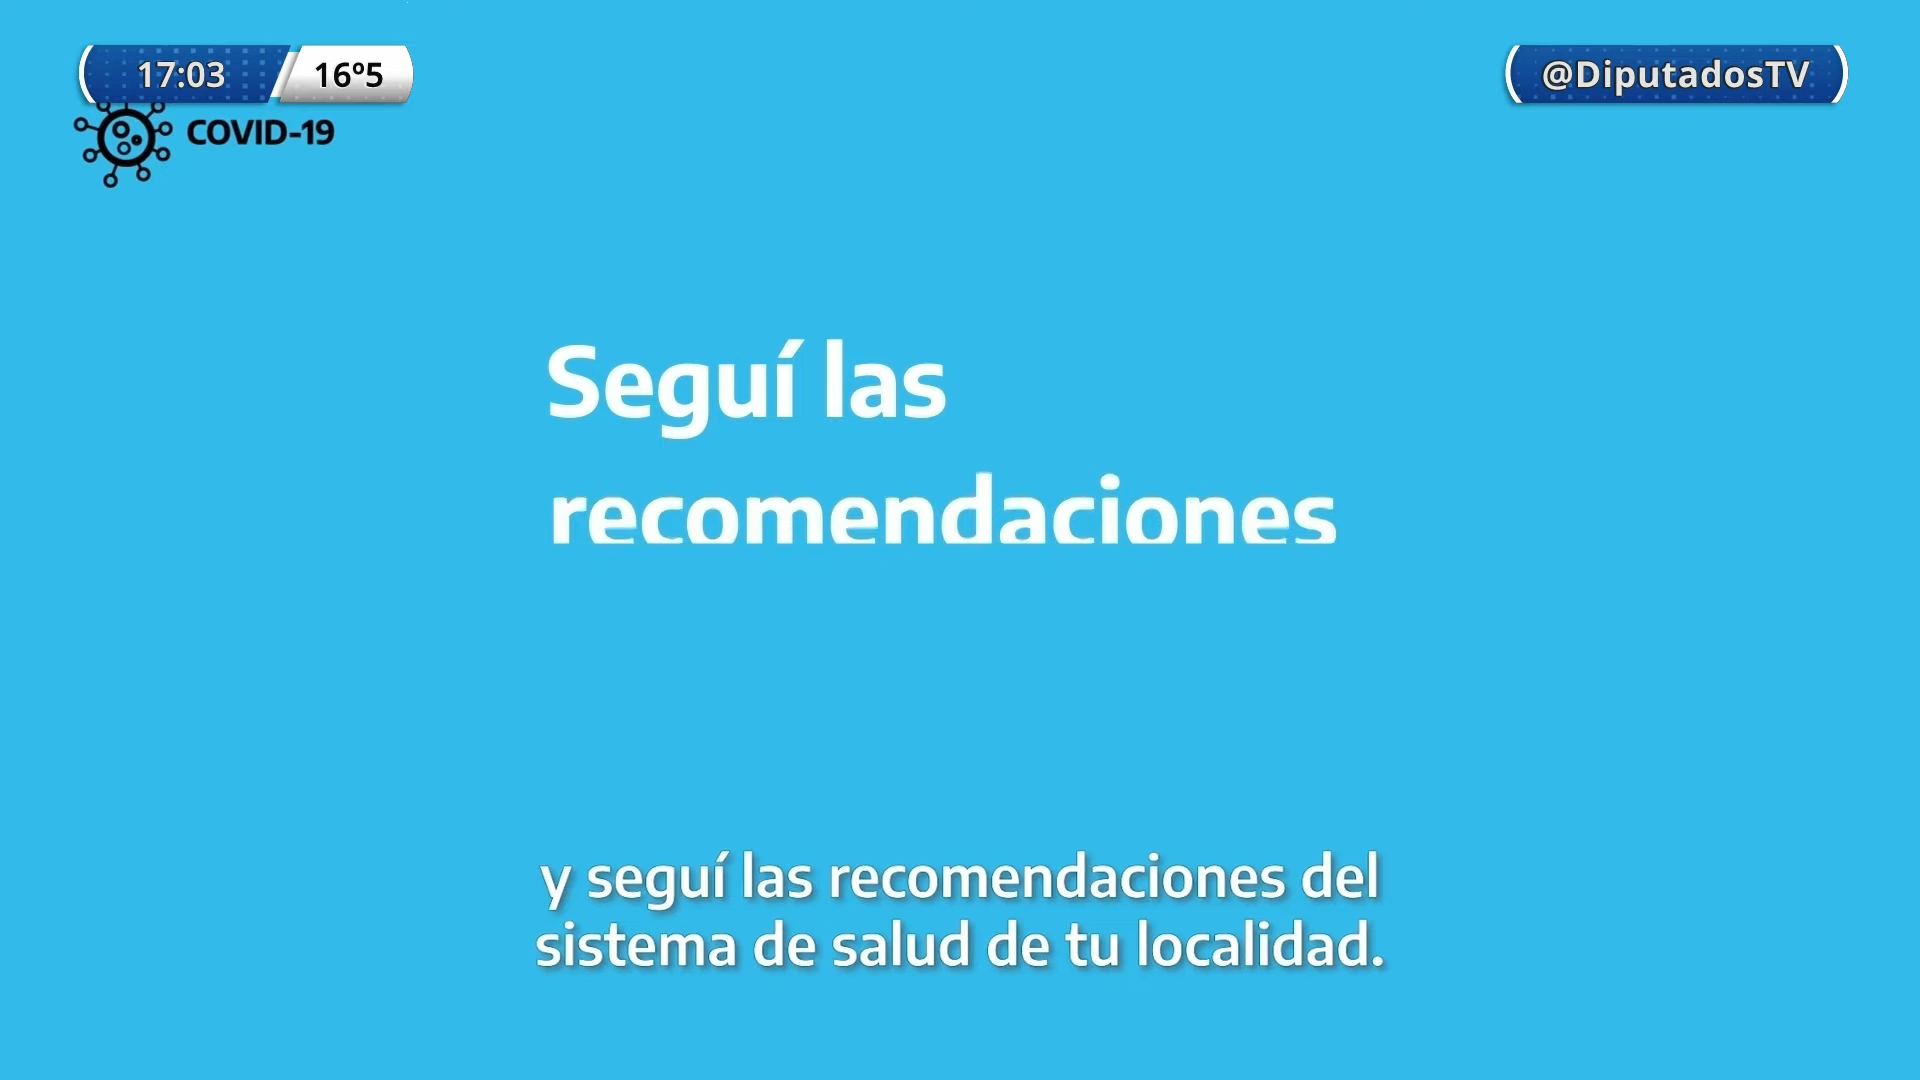 17:03
16º5
@DiputadosTV
COVID-19
Seguí las
recomendaciones
y seguí las recomendaciones del
sistema de salud de tu localidad.